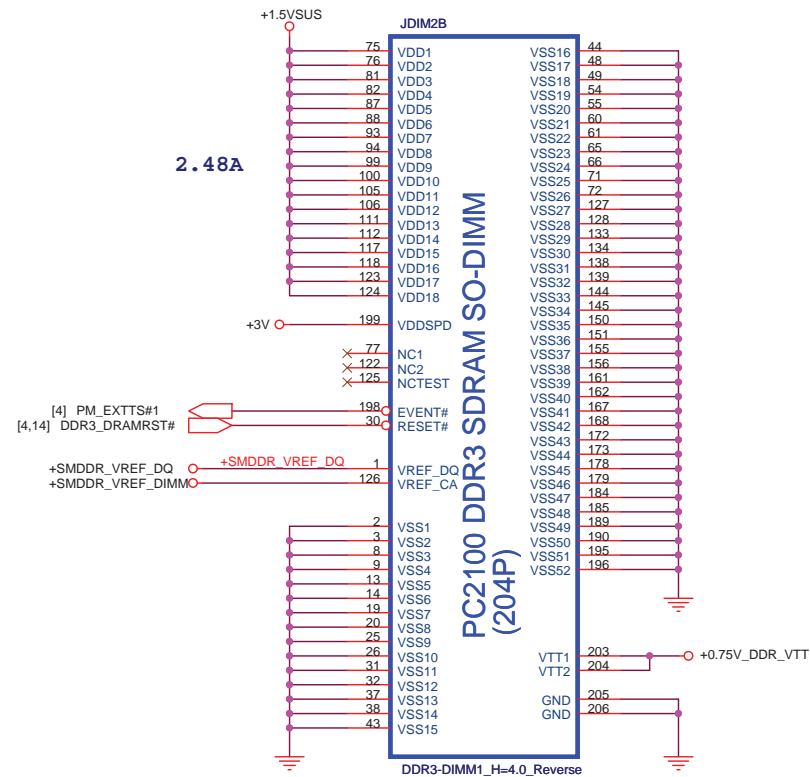 +1.5VSUS
JDIM2B
75 VDD1 VSS16 44
76 VDD2 VSS17 48
81 VDD3 VSS18 49
82 VDD4 VSS19 54
87 VDD5 VSS20 55
88 VDD6 VSS21 60
93 VDD7 VSS22 61
94 VDD8 VSS23 65
99 VDD9 VSS24 66
100 VDD10 VSS25 71
105 VDD11 VSS26 72
106 VDD12 VSS27 127
111 VDD13 VSS28 128
112 VDD14 VSS29 133
117 VDD15 VSS30 134
118 VDD16 VSS31 138
123 VDD17 VSS32 139
124 VDD18 VSS33 144
VSS34 145
+3V 199 VDDSPD VSS35 150
VSS36 151
77 NC1 VSS37 155
122 NC2 VSS38 156
125 NCTEST VSS39 161
VSS40 162
[4] PM_EXTTS#1 198 EVENT# VSS41 167
[4,14] DDR3_DRAMRST# 30 RESET# VSS42 168
VSS43 172
VSS44 173
+SMDDR_VREF_DQ +SMDDR_VREF_DQ 1 VREF_DQ VSS45 178
+SMDDR_VREF_DIMM 126 VREF_CA VSS46 179
VSS47 184
VSS48 185
2 VSS1 VSS49 189
3 VSS2 VSS50 190
8 VSS3 VSS51 195
9 VSS4 VSS52 196
13 VSS5
14 VSS6
19 VSS7
20 VSS8
25 VSS9
26 VSS10 VTT1 203 +0.75V_DDR_VTT
31 VSS11 VTT2 204
32 VSS12
37 VSS13 GND 205
38 VSS14 GND 206
43 VSS15
2.48A
PC2100 DDR3 SDRAM SO-DIMM
(204P)
DDR3-DIMM1_H=4.0_Reverse